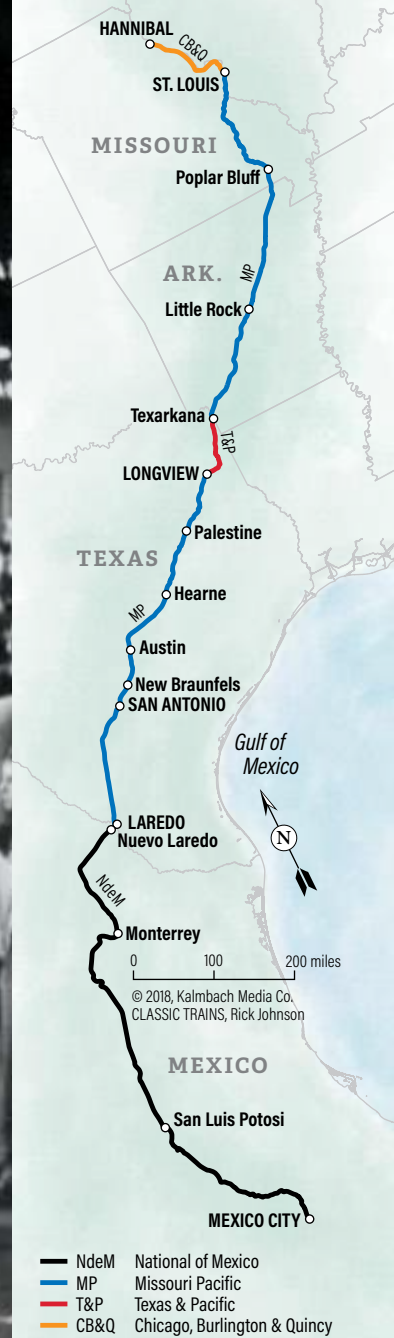 HANNIBAL
CB&Q
ST. LOUIS
MISSOURI
Poplar Bluff
ARK.
MP
Little Rock
Texarkana
T&P
LONGVIEW
Palestine
TEXAS
Hearne
MP
Austin
New Braunfels
SAN ANTONIO
Gulf of
Mexico
N
LAREDO
Nuevo Laredo
NdeM
Monterrey
0 100 200 miles
© 2018, Kalmbach Media Co.
CLASSIC TRAINS, Rick Johnson
MEXICO
San Luis Potosi
MEXICO CITY
NdeM National of Mexico
MP Missouri Pacific
T&P Texas & Pacific
CB&Q Chicago, Burlington & Quincy